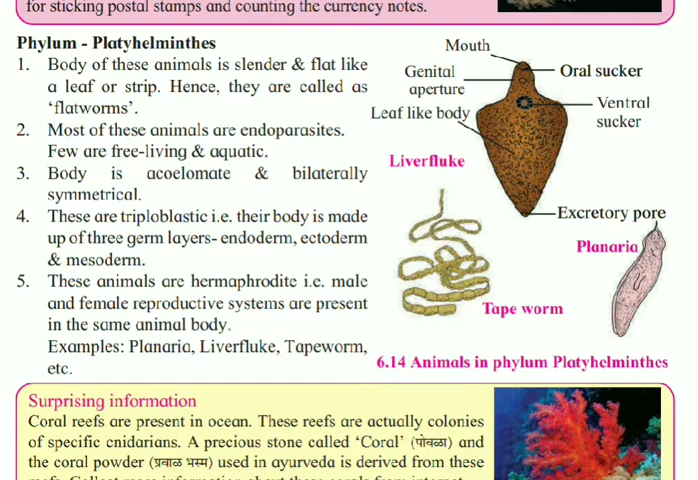 for sticking postal stamps and counting the currency notes.
Phylum - Platyhelminthes
1. Body of these animals is slender & flat like
a leaf or strip. Hence, they are called as
‘flatworms’.
2. Most of these animals are endoparasites.
Few are free-living & aquatic.
3. Body is acoelomate & bilaterally
symmetrical.
4. These are triploblastic i.e. their body is made
up of three germ layers- endoderm, ectoderm
& mesoderm.
5. These animals are hermaphrodite i.e. male
and female reproductive systems are present
in the same animal body.
Examples: Planaria, Liverfluke, Tapeworm,
etc.
Mouth
Genital
aperture
Oral sucker
Leaf like body
Ventral
sucker
Liverfluke
Excretory pore
Planaria
Tape worm
6.14 Animals in phylum Platyhelminthes
Surprising information
Coral reefs are present in ocean. These reefs are actually colonies
of specific cnidarians. A precious stone called ‘Coral’ (पोवळा) and
the coral powder (प्रवाळ भस्म) used in ayurveda is derived from these